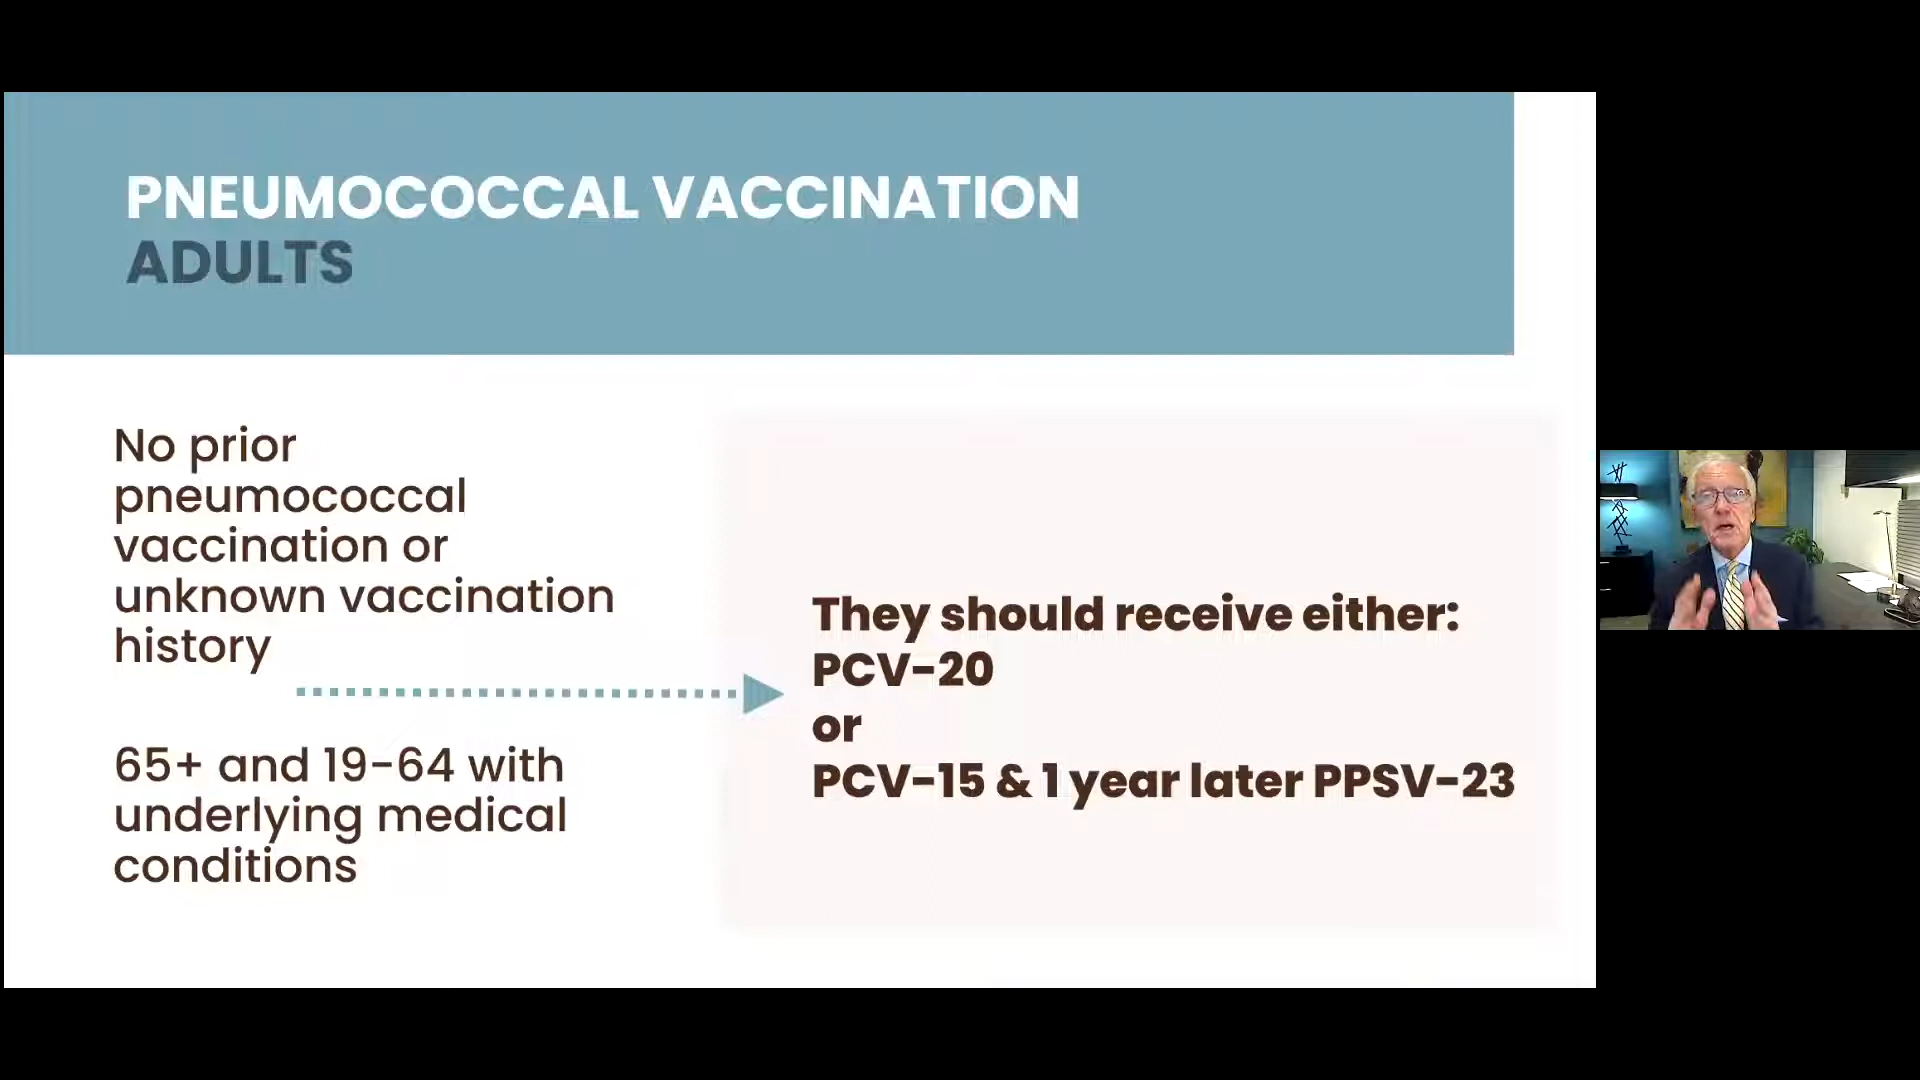 PNEUMOCOCCAL VACCINATION
ADULTS
No prior
pneumococcal
vaccination or
unknown vaccination
history
65+ and 19-64 with
underlying medical
conditions
They should receive either:
PCV-20
or
PCV-15 & 1 year later PPSV-23